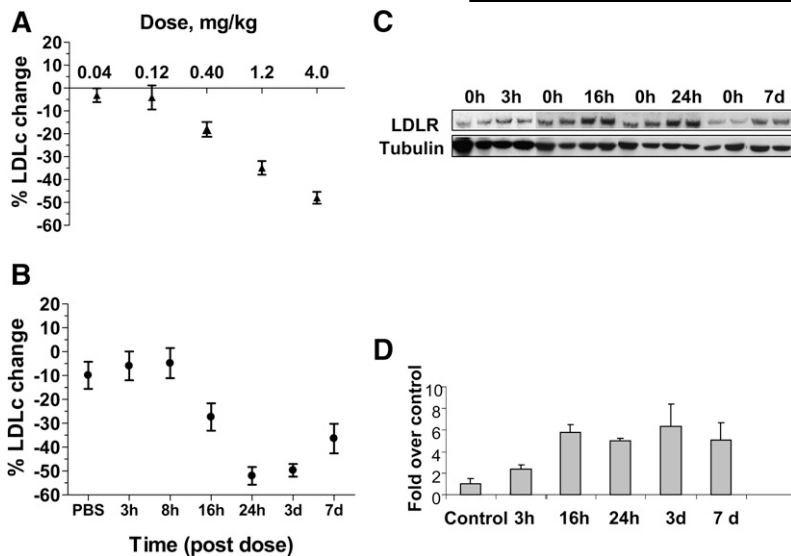 A
Dose, mg/kg
20
10
0
-10
-20
-30
-40
-50
-60
0.04 0.12 0.40 1.2 4.0
% LDLc change
B
20
10
0
-10
-20
-30
-40
-50
-60
% LDLc change
PBS 3h 8h 16h 24h 3d 7d
Time (post dose)
C
0h 3h 0h 16h 0h 24h 0h 7d
LDLR
Tubulin
D
Fold over control
10
8
6
4
2
0
Control 3h 16h 24h 3d 7 d